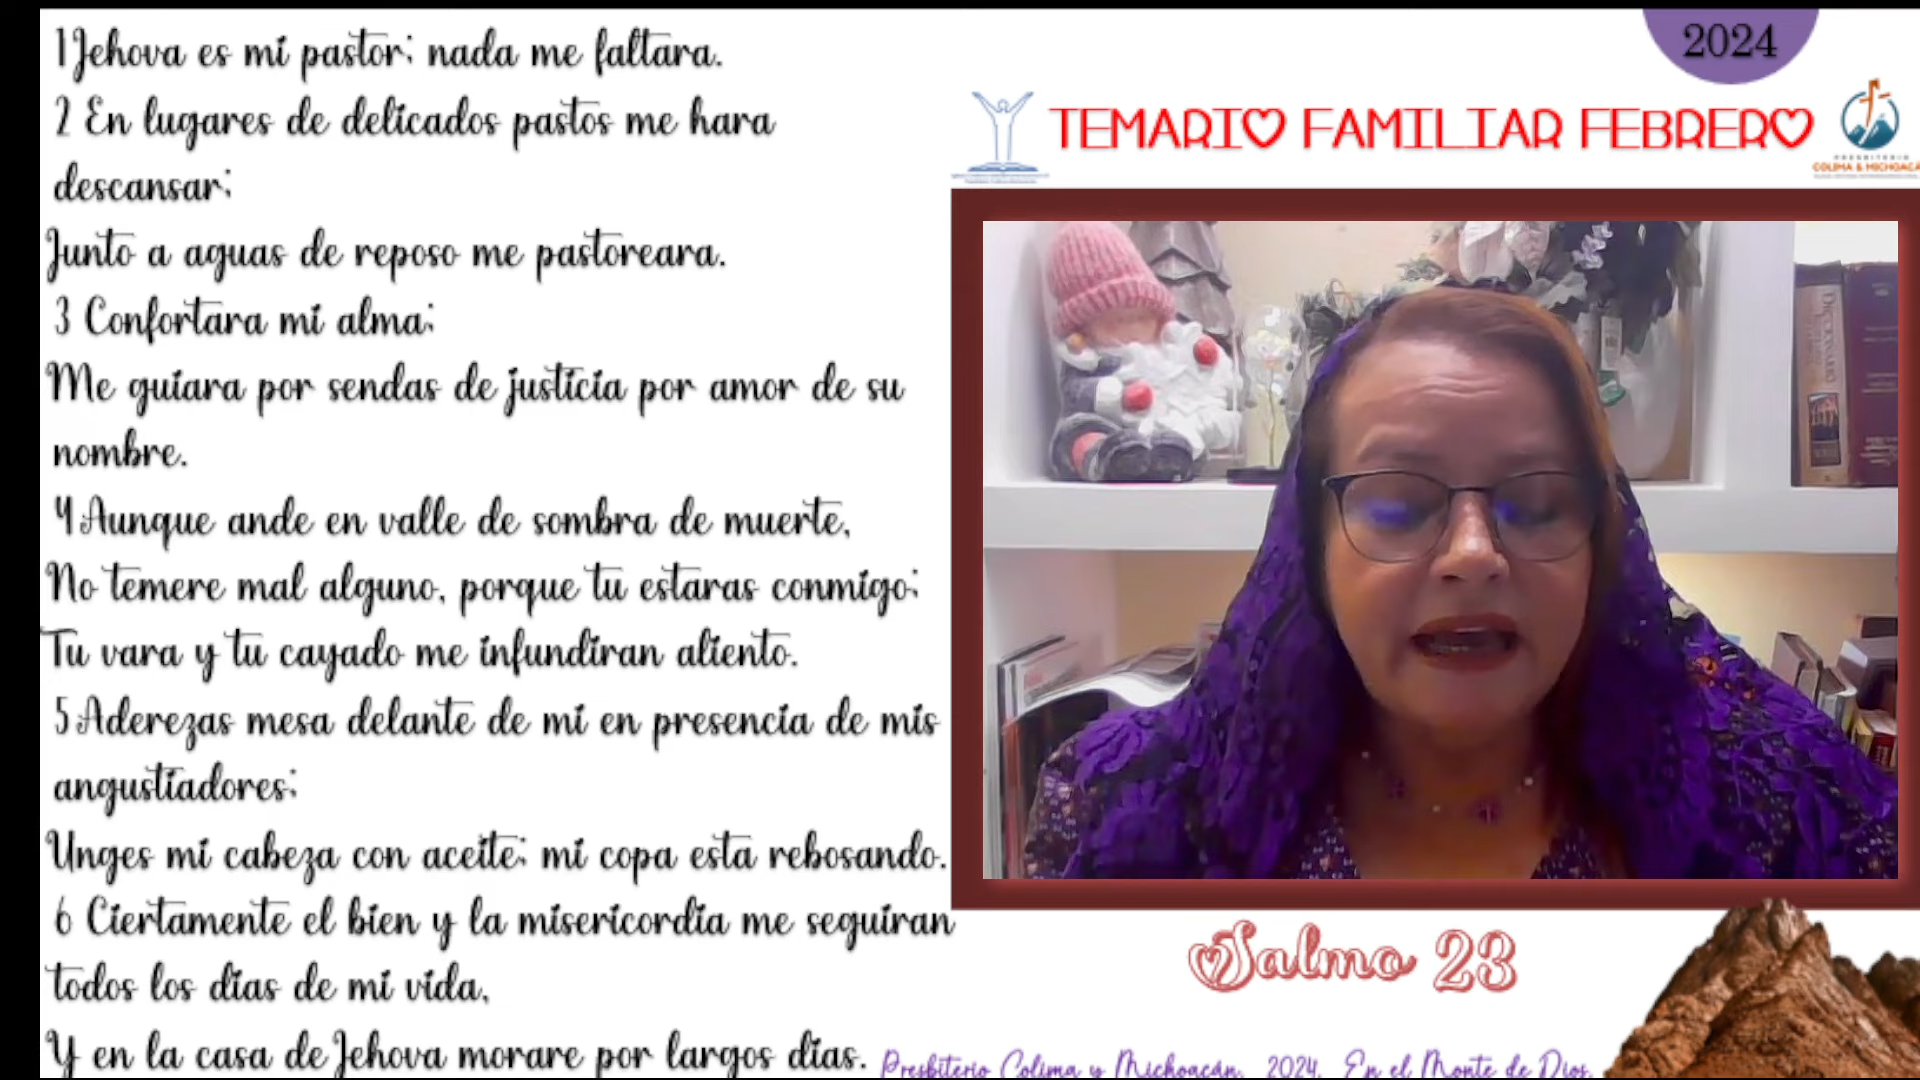 1 Jehova es mi pastor; nada me faltara.
2 En lugares de delicados pastos me hara
descansar;
Junto a aguas de reposo me pastoreara.
3 Confortara mi alma;
Me guiara por sendas de justicia por amor de su
nombre.
4 Aunque ande en valle de sombra de muerte,
No temere mal alguno, porque tu estaras conmigo;
Tu vara y tu cayado me infundiran aliento.
5 Aderezas mesa delante de mi en presencia de mis
angustiadores;
Unges mi cabeza con aceite; mi copa esta rebosando.
6 Ciertamente el bien y la misericordia me seguiran
todos los dias de mi vida,
Y en la casa de Jehova morare por largos dias.
2024
TEMARIO FAMILIAR FEBRERO
PRESBITERIO
COLIMA & MICHOACA
Salmo 23
Presbiterio Colima y Michoacán. 2024. En el Monte de Dios.